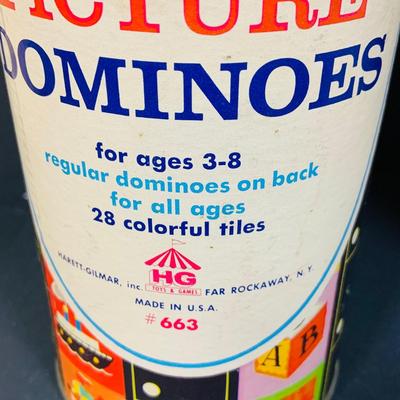 PICTURE
DOMINOES
for ages 3-8
regular dominoes on back
for all ages
28 colorful tiles
HG
TOYS & GAMES
HARETT-GILMAR, inc. FAR ROCKAWAY, N.Y.
MADE IN U.S.A.
#663
A B